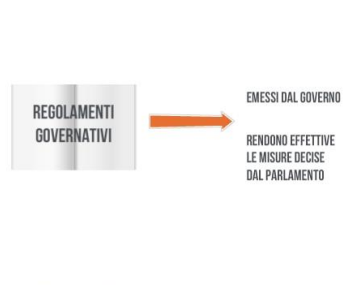 REGOLAMENTI
GOVERNATIVI
EMESSI DAL GOVERNO
RENDONO EFFETTIVE
LE MISURE DECISE
DAL PARLAMENTO